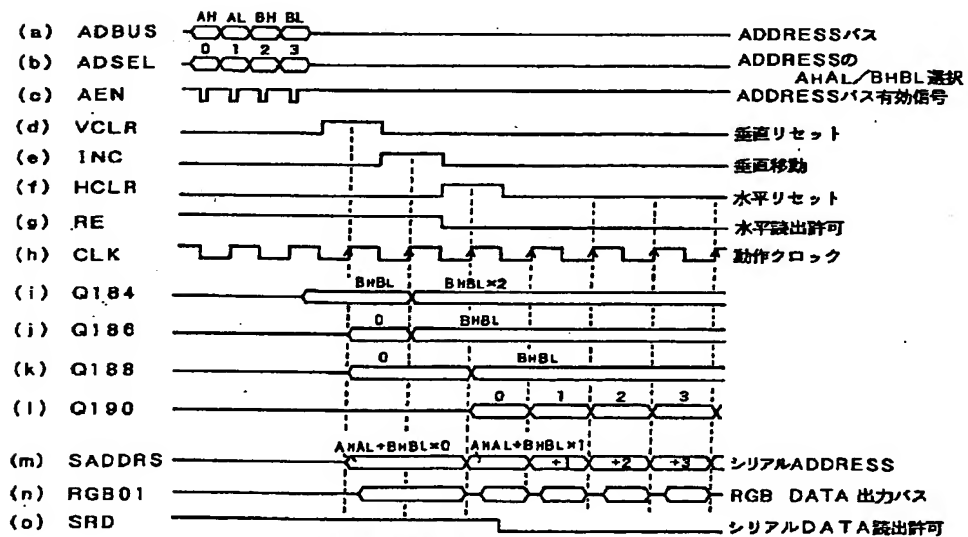 AH AL BH BL
(a) ADBUS ADDRESSバス
0 1 2 3
(b) ADSEL ADDRESSの
AHAL/BHBL選択
(c) AEN ADDRESSバス有効信号
(d) VCLR 垂直リセット
(e) INC 垂直移動
(f) HCLR 水平リセット
(g) RE 水平読出許可
(h) CLK 動作クロック
BHBL BHBL×2
(i) Q184
0 BHBL
(j) Q186
0 BHBL
(k) Q188
0 1 2 3
(l) Q190
AHAL+BHBL×0 AHAL+BHBL×1
(m) SADDRS +1 +2 +3 シリアルADDRESS
(n) RGB01 RGB DATA 出力バス
(o) SRD シリアルDATA読出許可